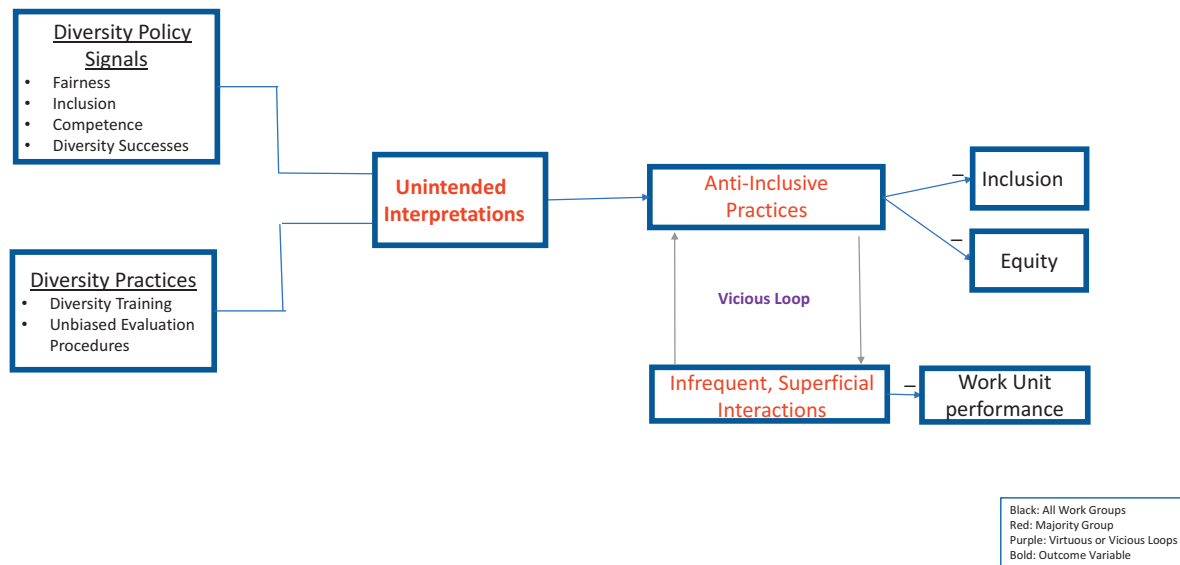 Diversity Policy
Signals
• Fairness
• Inclusion
• Competence
• Diversity Successes
Diversity Practices
• Diversity Training
• Unbiased Evaluation
Procedures
Unintended
Interpretations
Anti-Inclusive
Practices
Vicious Loop
Infrequent, Superficial
Interactions
–
Inclusion
–
Equity
–
Work Unit
performance
Black: All Work Groups
Red: Majority Group
Purple: Virtuous or Vicious Loops
Bold: Outcome Variable